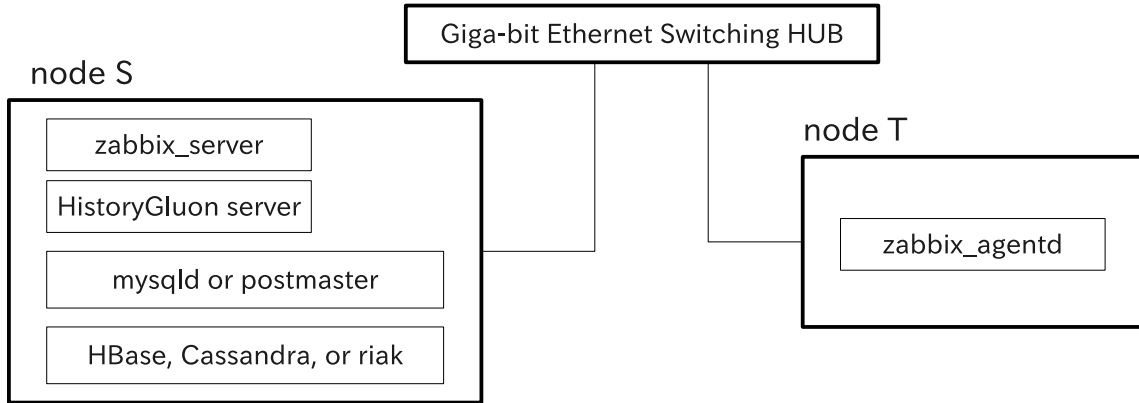 Giga-bit Ethernet Switching HUB
node S
zabbix_server
HistoryGluon server
mysqld or postmaster
HBase, Cassandra, or riak
node T
zabbix_agentd